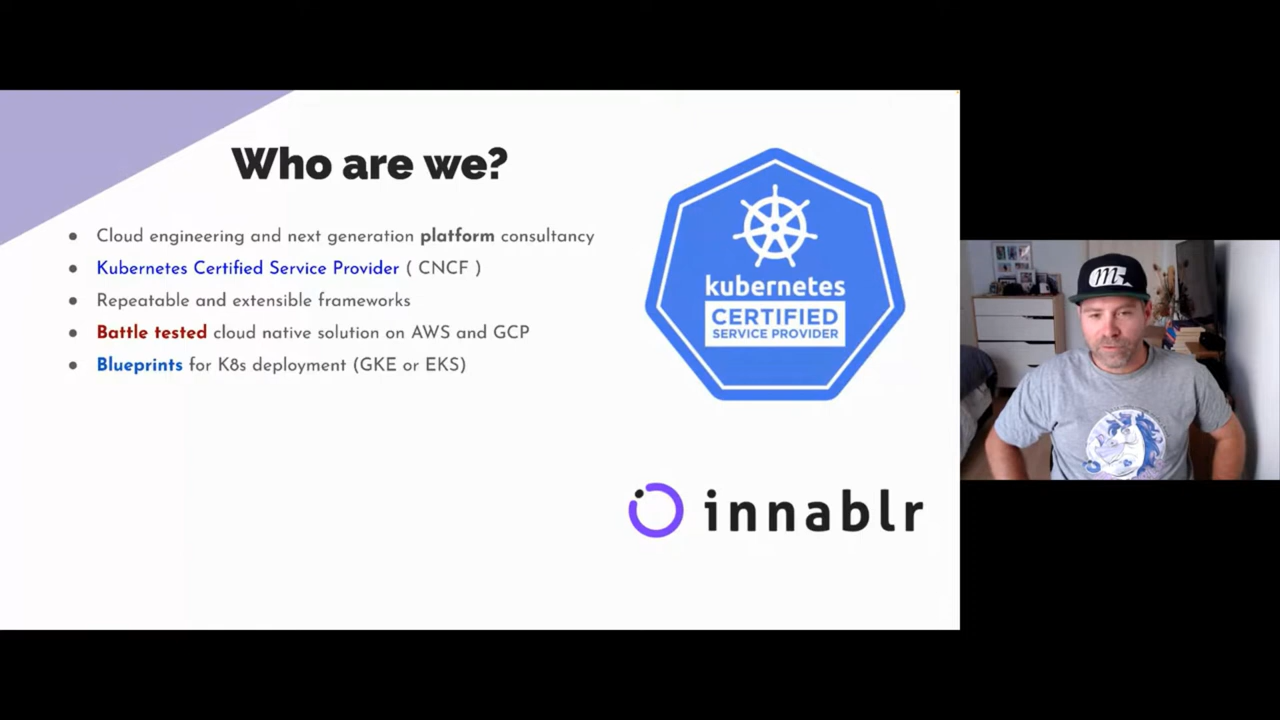 Who are we?
Cloud engineering and next generation platform consultancy
Kubernetes Certified Service Provider ( CNCF )
Repeatable and extensible frameworks
Battle tested cloud native solution on AWS and GCP
Blueprints for K8s deployment (GKE or EKS)
kubernetes
CERTIFIED
SERVICE PROVIDER
innablr
m